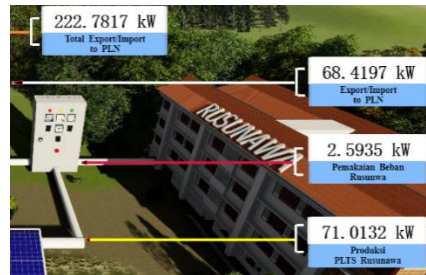 222.7817 kW
Total Export/Import
to PLN
68.4197 kW
Export/Import
to PLN
RUSUNAWA
2.5935 kW
Pemakaian Beban
Rusunwa
71.0132 kW
Produksi
PLTS Rusunawa